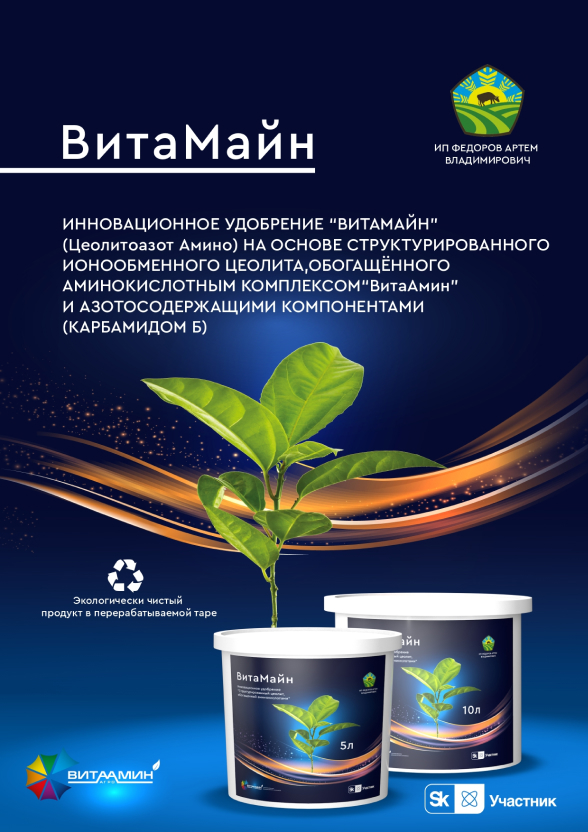 ВитаМайн
ИП ФЕДОРОВ АРТЕМ
ВЛАДИМИРОВИЧ
ИННОВАЦИОННОЕ УДОБРЕНИЕ “ВИТАМАЙН”
(Цеолитоазот Амино) НА ОСНОВЕ СТРУКТУРИРОВАННОГО
ИОНООБМЕННОГО ЦЕОЛИТА,ОБОГАЩЁННОГО
АМИНОКИСЛОТНЫМ КОМПЛЕКСОМ“ВитаАмин”
И АЗОТОСОДЕРЖАЩИМИ КОМПОНЕНТАМИ
(КАРБАМИДОМ Б)
Экологически чистый
продукт в перерабатываемой таре
ВитаМайн
5л
айн
10л
ВИТААМИН
Sk Участник